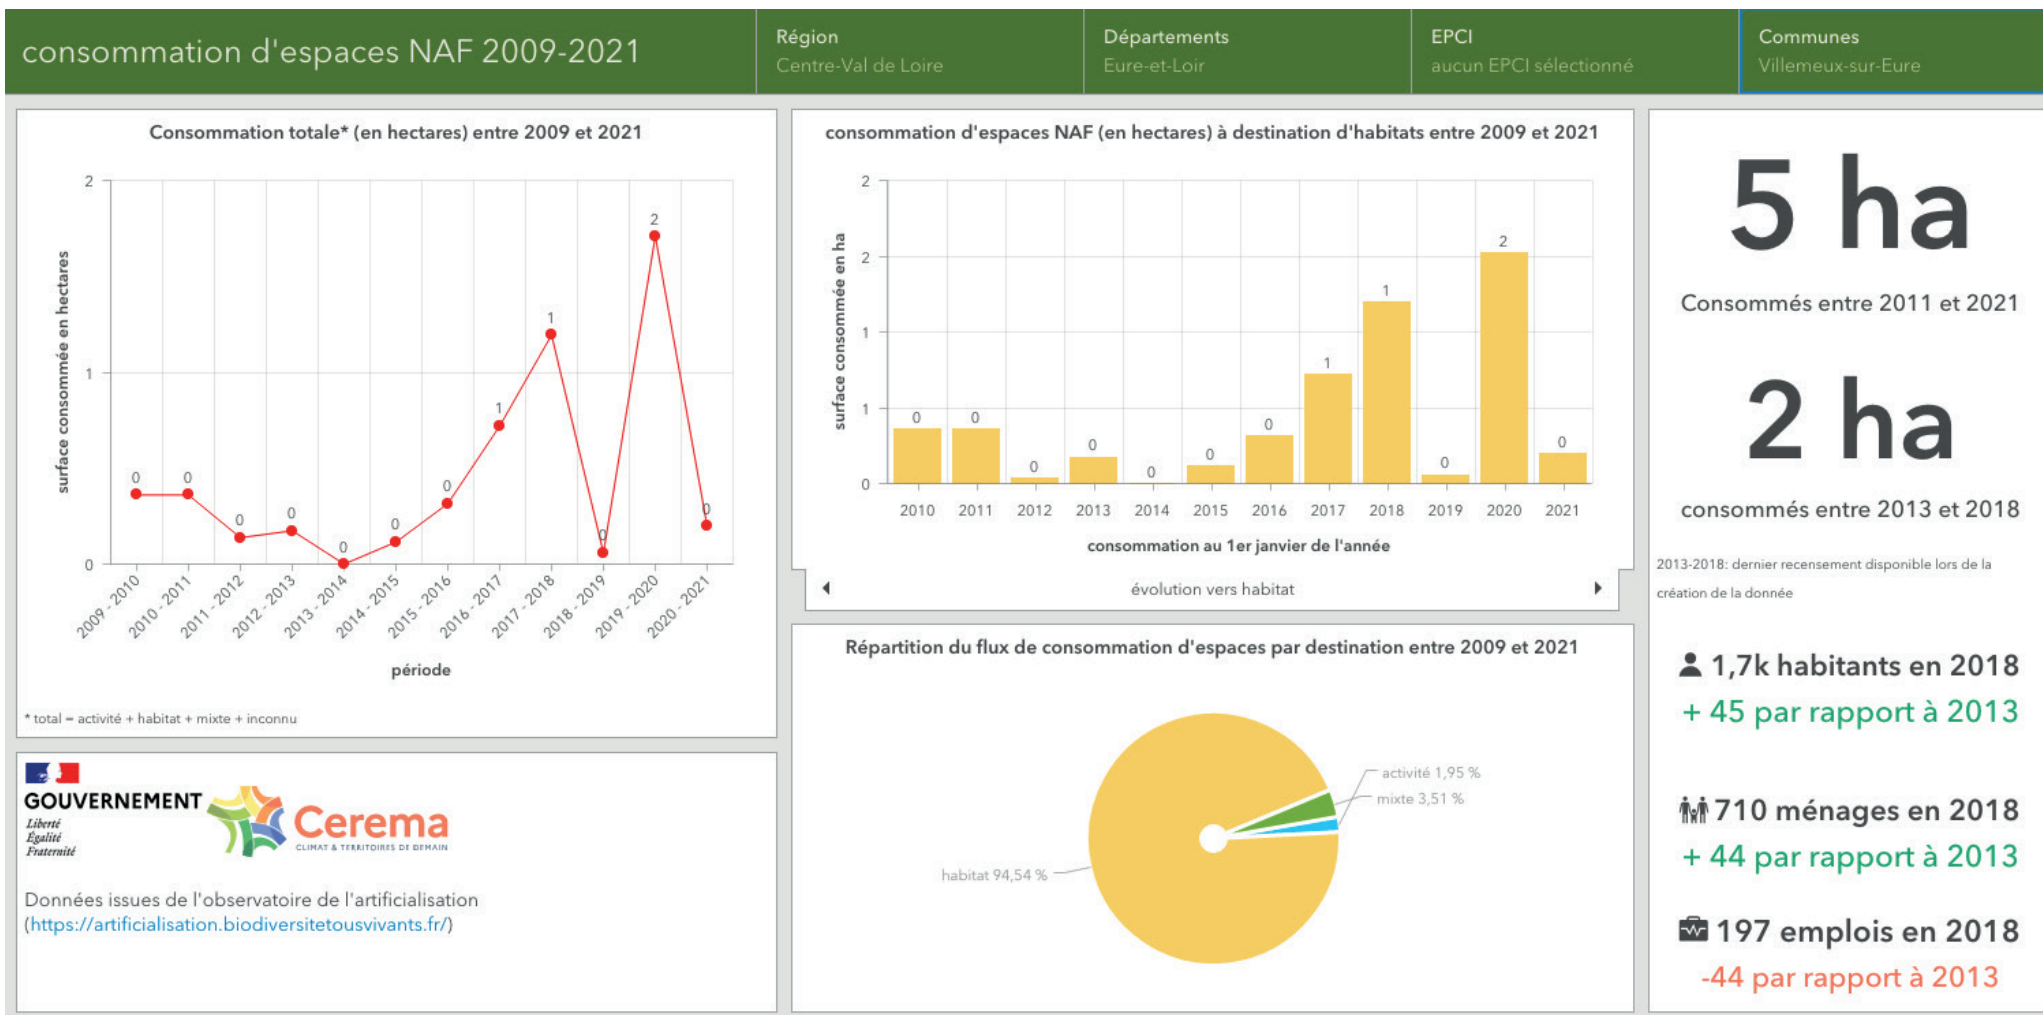 consommation d'espaces NAF 2009-2021
Région
Centre-Val de Loire
Départements
Eure-et-Loir
EPCI
aucun EPCI sélectionné
Communes
Villemeux-sur-Eure
Consommation totale* (en hectares) entre 2009 et 2021
surface consommée en hectares
2
1
0
0
0
0
0
0
0
0
1
1
0
2
0
2009 - 2010
2010 - 2011
2011 - 2012
2012 - 2013
2013 - 2014
2014 - 2015
2015 - 2016
2016 - 2017
2017 - 2018
2018 - 2019
2019 - 2020
2020 - 2021
période
* total = activité + habitat + mixte + inconnu
GOUVERNEMENT
Liberté
Égalité
Fraternité
Cerema
CLIMAT & TERRITOIRES DE DEMAIN
Données issues de l'observatoire de l'artificialisation
(https://artificialisation.biodiversitetousvivants.fr/)
consommation d'espaces NAF (en hectares) à destination d'habitats entre 2009 et 2021
surface consommée en ha
2
2
1
1
0
0
0
0
0
0
0
0
1
1
0
2
0
2010
2011
2012
2013
2014
2015
2016
2017
2018
2019
2020
2021
consommation au 1er janvier de l'année
évolution vers habitat
Répartition du flux de consommation d'espaces par destination entre 2009 et 2021
activité 1,95 %
mixte 3,51 %
habitat 94,54 %
5 ha
Consommés entre 2011 et 2021
2 ha
consommés entre 2013 et 2018
2013-2018: dernier recensement disponible lors de la
création de la donnée
1,7k habitants en 2018
+ 45 par rapport à 2013
710 ménages en 2018
+ 44 par rapport à 2013
197 emplois en 2018
-44 par rapport à 2013